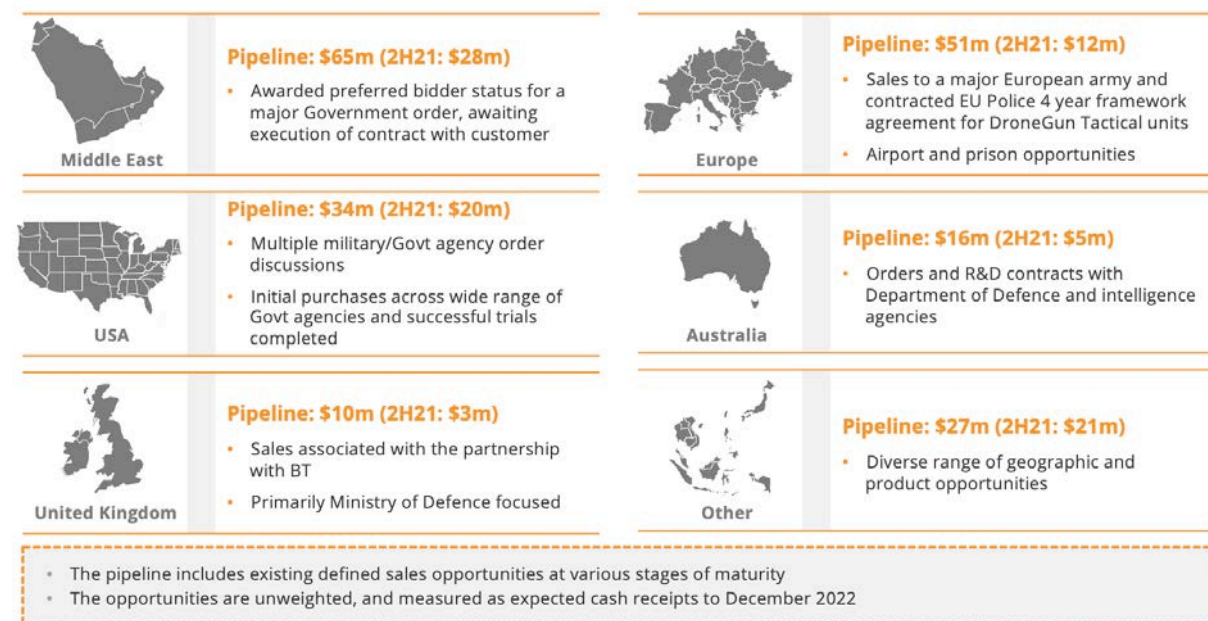 Middle East
Pipeline: $65m (2H21: $28m)
• Awarded preferred bidder status for a
major Government order, awaiting
execution of contract with customer
Europe
Pipeline: $51m (2H21: $12m)
• Sales to a major European army and
contracted EU Police 4 year framework
agreement for DroneGun Tactical units
• Airport and prison opportunities
USA
Pipeline: $34m (2H21: $20m)
• Multiple military/Govt agency order
discussions
• Initial purchases across wide range of
Govt agencies and successful trials
completed
Australia
Pipeline: $16m (2H21: $5m)
• Orders and R&D contracts with
Department of Defence and intelligence
agencies
United Kingdom
Pipeline: $10m (2H21: $3m)
• Sales associated with the partnership
with BT
• Primarily Ministry of Defence focused
Other
Pipeline: $27m (2H21: $21m)
• Diverse range of geographic and
product opportunities
• The pipeline includes existing defined sales opportunities at various stages of maturity
• The opportunities are unweighted, and measured as expected cash receipts to December 2022